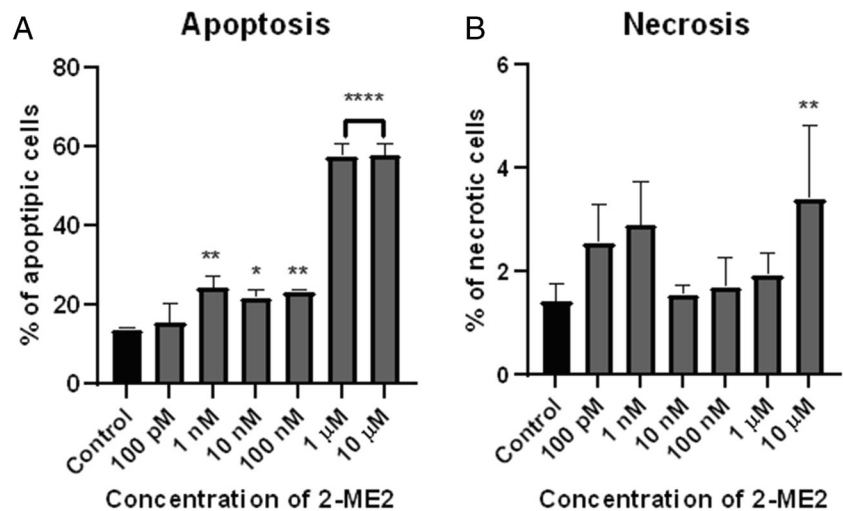 A
Apoptosis
% of apoptipic cells
80
60
40
20
0
**
*
**
****
Control
100 pM
1 nM
10 nM
100 nM
1 µM
10 µM
Concentration of 2-ME2
B
Necrosis
% of necrotic cells
6
4
2
0
**
Control
100 pM
1 nM
10 nM
100 nM
1 µM
10 µM
Concentration of 2-ME2